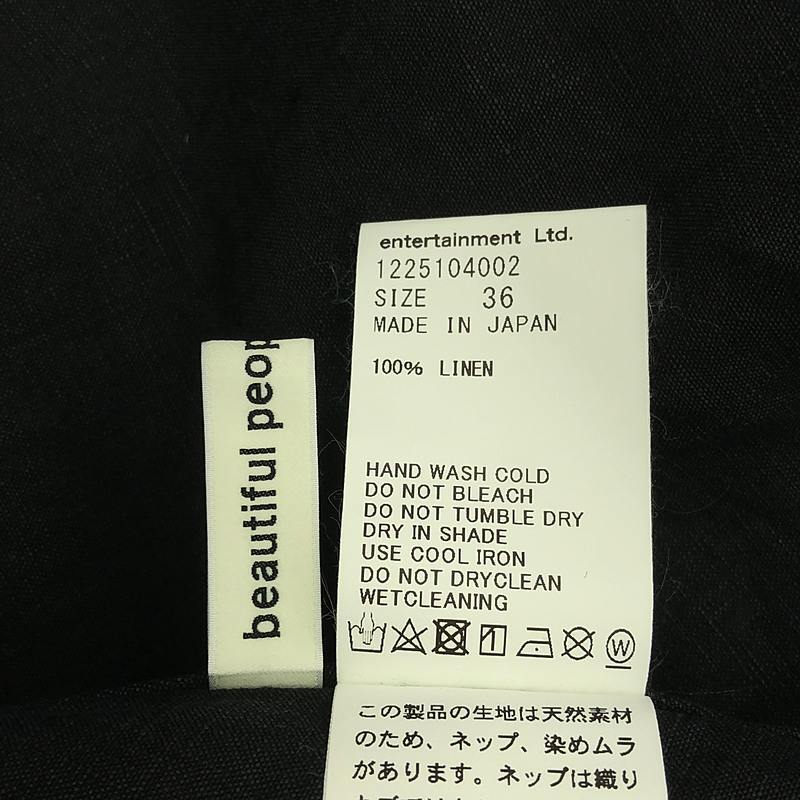 beautiful peop
entertainment Ltd.
1225104002
SIZE 36
MADE IN JAPAN
100% LINEN
HAND WASH COLD
DO NOT BLEACH
DO NOT TUMBLE DRY
DRY IN SHADE
USE COOL IRON
DO NOT DRYCLEAN
WETCLEANING
W
この製品の生地は天然素材
のため、ネップ、染めムラ
があります。ネップは織り